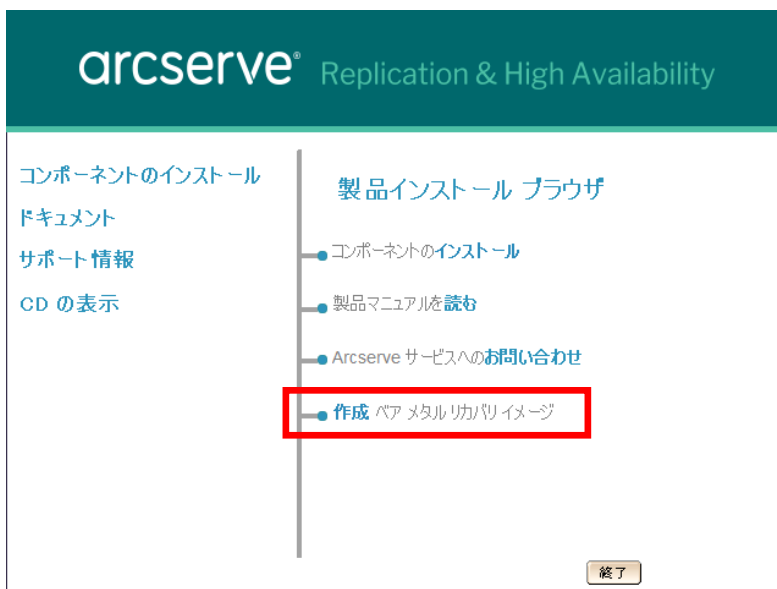 arcserve® Replication & High Availability
コンポーネントのインストール
ドキュメント
サポート情報
CD の表示
製品インストール ブラウザ
コンポーネントのインストール
製品マニュアルを読む
Arcserve サービスへのお問い合わせ
作成 ベア メタル リカバリ イメージ
終了